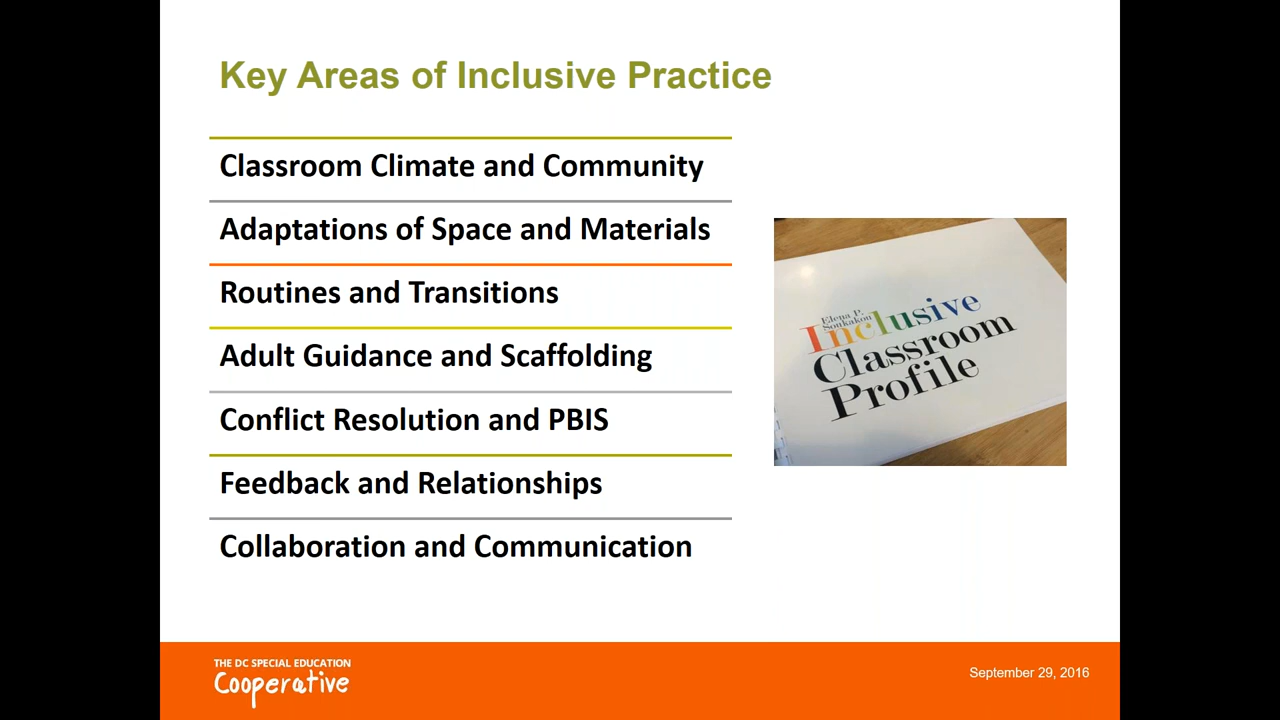 Key Areas of Inclusive Practice
Classroom Climate and Community
Adaptations of Space and Materials
Routines and Transitions
Adult Guidance and Scaffolding
Conflict Resolution and PBIS
Feedback and Relationships
Collaboration and Communication
Elena P.
Soukakou
Inclusive
Classroom
Profile
THE DC SPECIAL EDUCATION
Cooperative
September 29, 2016